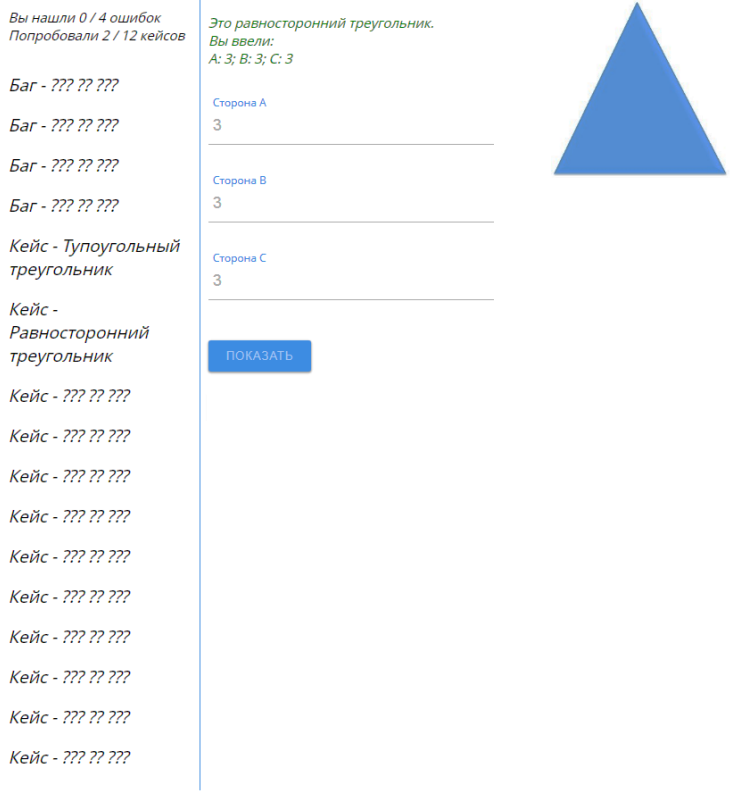 Вы нашли 0 / 4 ошибок
Попробовали 2 / 12 кейсов
Баг - ??? ?? ???
Баг - ??? ?? ???
Баг - ??? ?? ???
Баг - ??? ?? ???
Кейс - Тупоугольный
треугольник
Кейс -
Равносторонний
треугольник
Кейс - ??? ?? ???
Кейс - ??? ?? ???
Кейс - ??? ?? ???
Кейс - ??? ?? ???
Кейс - ??? ?? ???
Кейс - ??? ?? ???
Кейс - ??? ?? ???
Кейс - ??? ?? ???
Кейс - ??? ?? ???
Кейс - ??? ?? ???
Это равносторонний треугольник.
Вы ввели:
A: 3; B: 3; C: 3
Сторона A
3
Сторона B
3
Сторона C
3
ПОКАЗАТЬ